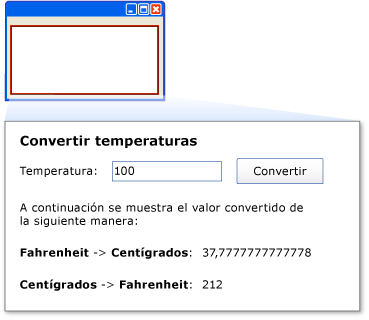 Convertir temperaturas
Temperatura: 100 Convertir
A continuación se muestra el valor convertido de
la siguiente manera:
Fahrenheit -> Centígrados: 37,7777777777778
Centígrados -> Fahrenheit: 212